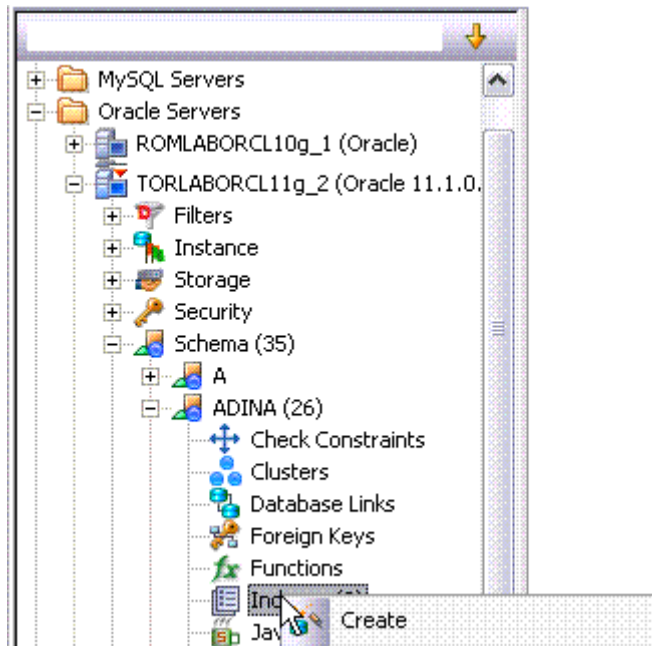 MySQL Servers
Oracle Servers
ROMLABORCL10g_1 (Oracle)
TORLABORCL11g_2 (Oracle 11.1.0.
Filters
Instance
Storage
Security
Schema (35)
A
ADINA (26)
Check Constraints
Clusters
Database Links
Foreign Keys
fx Functions
Create